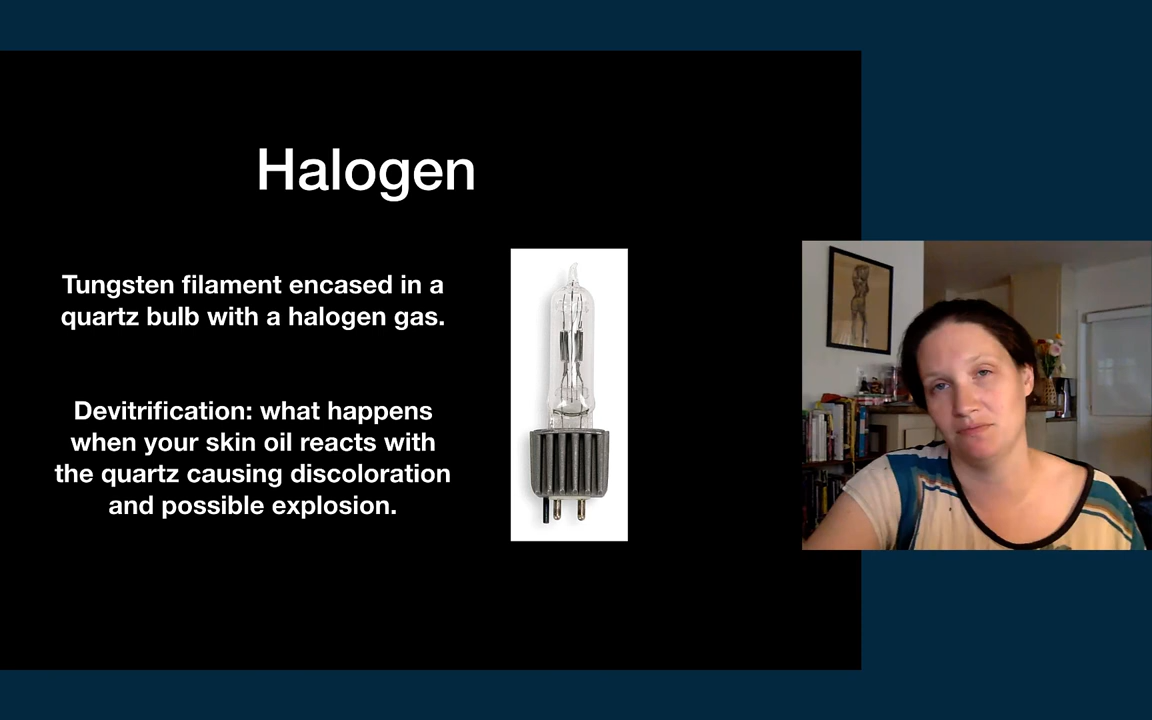 Halogen
Tungsten filament encased in a
quartz bulb with a halogen gas.
Devitrification: what happens
when your skin oil reacts with
the quartz causing discoloration
and possible explosion.